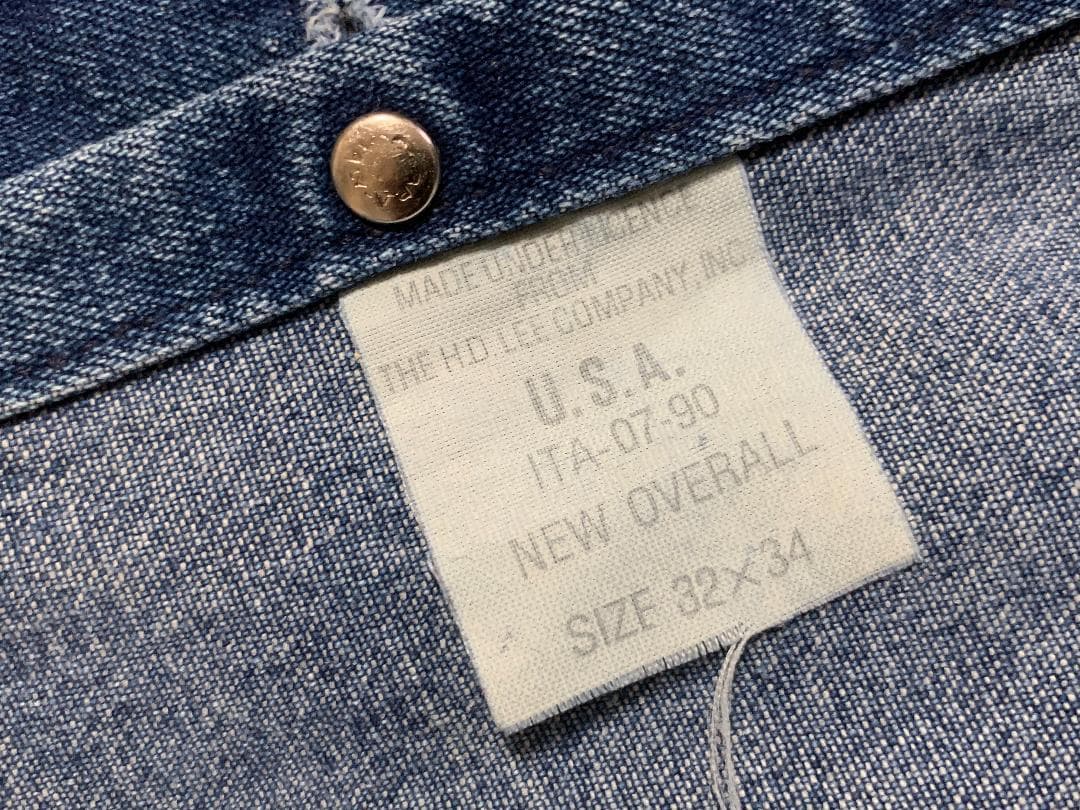 MADE UNDER LICENCE
FROM
THE H.D. LEE COMPANY, INC.
U.S.A.
ITA-07-90
NEW OVERALL
SIZE 32×34